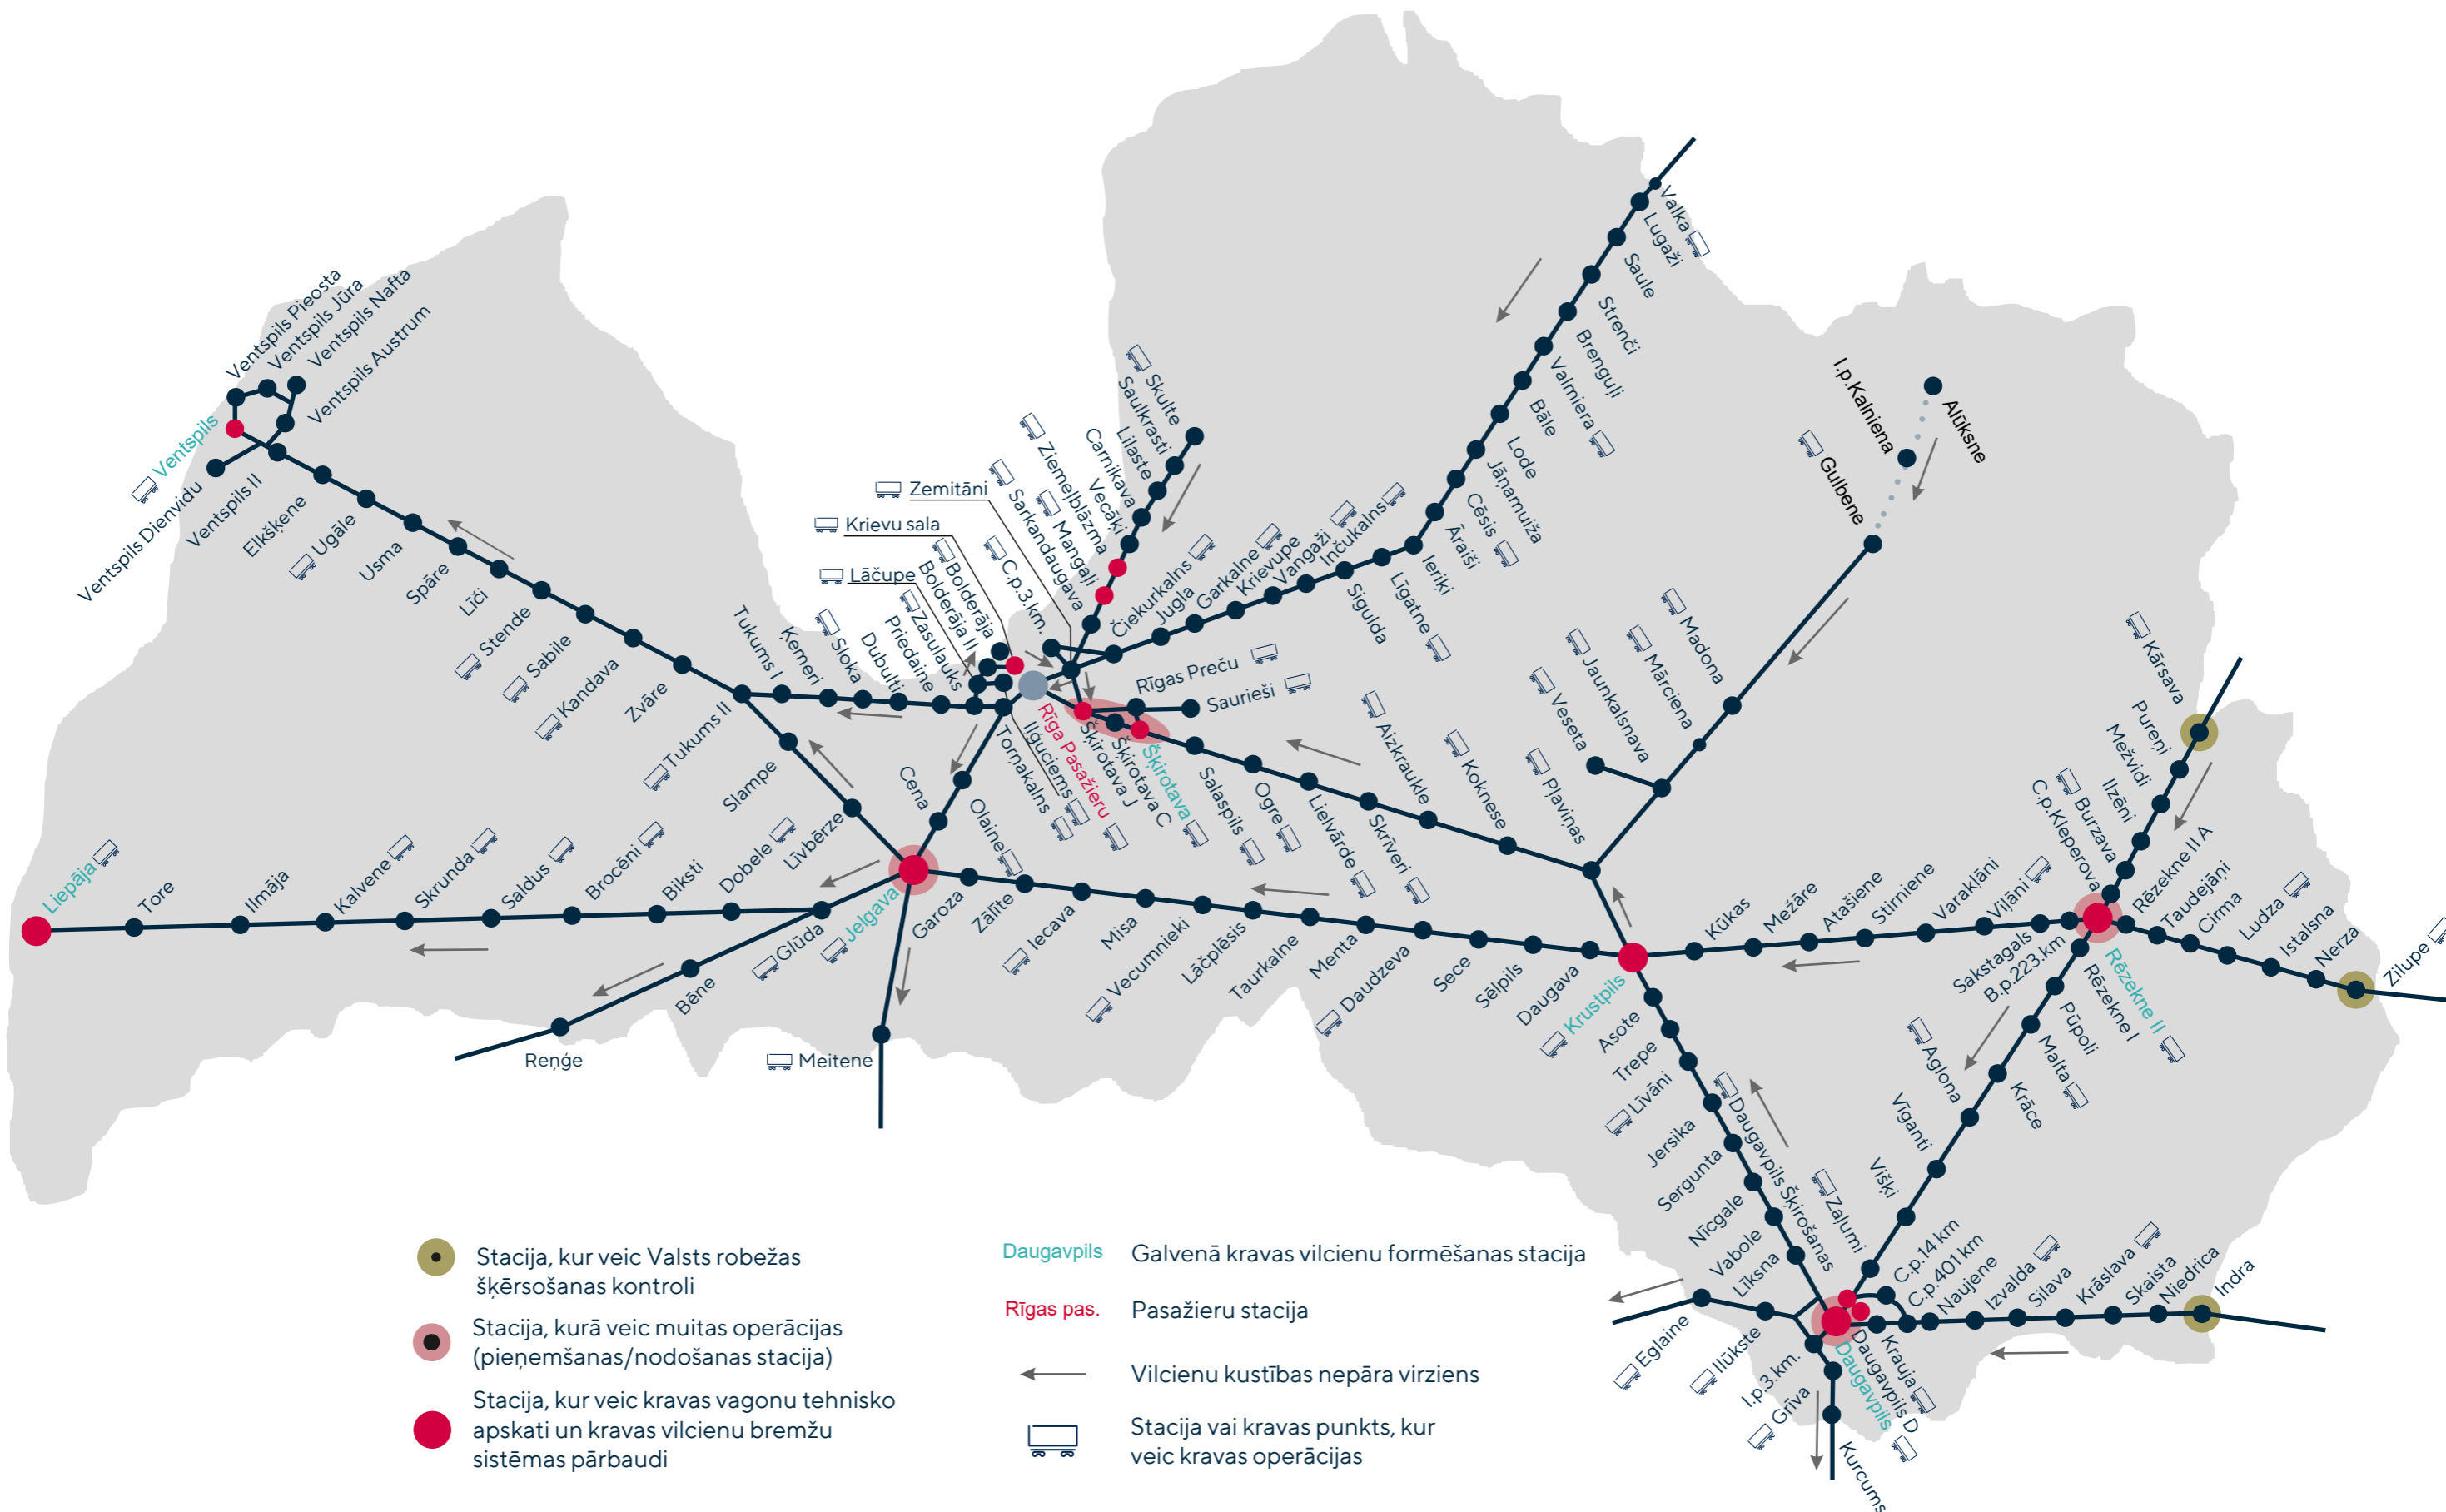 Ventspils Pieosta
Ventspils Jūra
Ventspils Nafta
Ventspils Austrum
Ventspils
Ventspils Dienvidu
Ventspils II
Elkšķene
Ugāle
Usma
Spāre
Līči
Stende
Sabile
Kandava
Zvāre
Tukums II
Tukums I
Ķemeri
Sloka
Dubulti
Priedaine
Zasulauks
Bolderāja II
Bolderāja
Lāčupe
Krievu sala
Zemitāni
C.p.3.km.
Sarkandaugava
Mangaļi
Ziemeļblāzma
Vecāki
Carnikava
Lilaste
Saulkrasti
Skulte
Čiekurkalns
Jugla
Garkalne
Krievupe
Vangaži
Inčukalns
Sigulda
Līgatne
Ieriķi
Āraiši
Cēsis
Jāņamuiža
Lode
Bāle
Valmiera
Brenguļi
Strenči
Saule
Lugaži
Valka
I.p.Kalniena
Alūksne
Gulbene
Madona
Mārciena
Jaunkalsnava
Veseta
Pļaviņas
Koknese
Aizkraukle
Skrīveri
Lielvārde
Ogre
Salaspils
Rīgas Preču
Saurieši
Šķirotava
Šķirotava C
Šķirotava J
Rīga Pasažieru
Iļģuciems
Torņakalns
Olaine
Cena
Slampe
Līvbērze
Jelgava
Glūda
Dobele
Biksti
Brocēni
Saldus
Skrunda
Kalvene
Ilmāja
Tore
Liepāja
Bēne
Reņģe
Meitene
Garoza
Zālīte
Iecava
Misa
Vecumnieki
Lāčplēsis
Taurkalne
Menta
Daudzeva
Sece
Sēlpils
Daugava
Krustpils
Kūkas
Mežāre
Atašiene
Stirniene
Varakļāni
Viļāni
Sakstagals
B.p.223.km
Rēzekne I
Rēzekne II
Rēzekne II A
C.p.Kleperova
Burzava
Ilzēni
Mežvidi
Pureņi
Kārsava
Taudejāņi
Cirma
Ludza
Istalsna
Nerza
Zilupe
Pūpoli
Malta
Krāce
Aglona
Vīganti
Višķi
Zaļumi
Asote
Trepe
Līvāni
Jersika
Sergunta
Nīcgale
Vabole
Līksna
Daugavpils Šķirošanas
C.p.14 km
C.p.401 km
Naujene
Izvalda
Silava
Krāslava
Skaista
Niedrica
Indra
Krauja
Daugavpils D
Daugavpils
Eglaine
Ilūkste
I.p.3.km.
Grīva
Kurcums
Stacija, kur veic Valsts robežas
šķērsošanas kontroli
Stacija, kurā veic muitas operācijas
(pieņemšanas/nodošanas stacija)
Stacija, kur veic kravas vagonu tehnisko
apskati un kravas vilcienu bremžu
sistēmas pārbaudi
Daugavpils Galvenā kravas vilcienu formēšanas stacija
Rīgas pas. Pasažieru stacija
Vilcienu kustības nepāra virziens
Stacija vai kravas punkts, kur
veic kravas operācijas